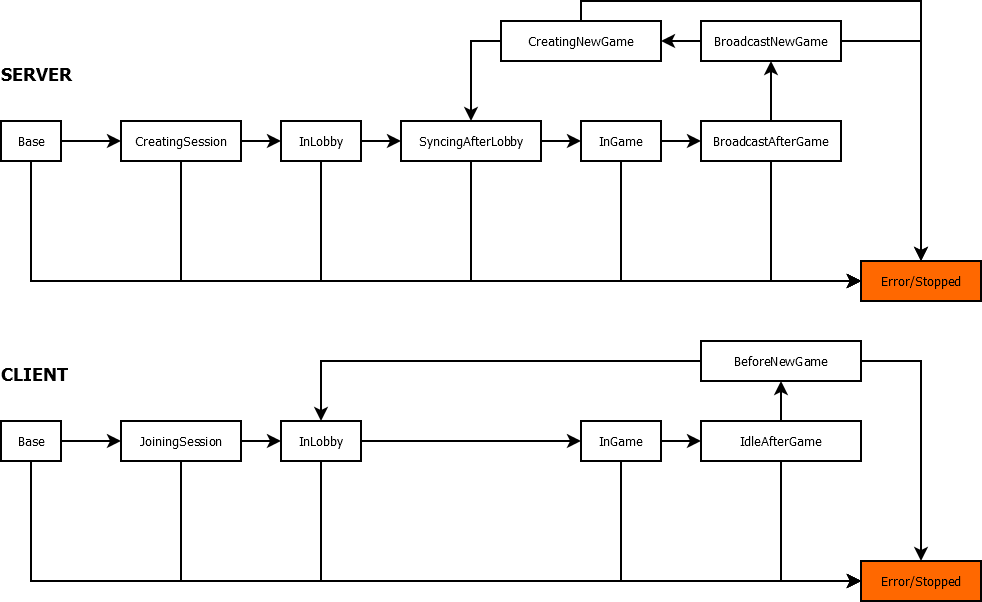 CreatingNewGame
BroadcastNewGame
SERVER
Base
CreatingSession
InLobby
SyncingAfterLobby
InGame
BroadcastAfterGame
Error/Stopped
BeforeNewGame
CLIENT
Base
JoiningSession
InLobby
InGame
IdleAfterGame
Error/Stopped